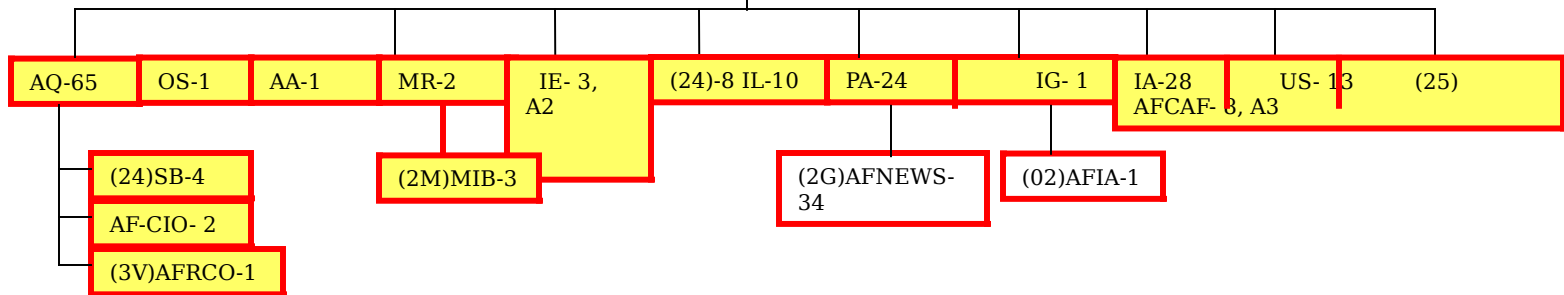 AQ-65
OS-1
AA-1
MR-2
IE- 3,
A2
(24)-8 IL-10
PA-24
IG- 1
IA-28
AFCAF- 8, A3
US- 13
(25)
(24)SB-4
AF-CIO- 2
(3V)AFRCO-1
(2M)MIB-3
(2G)AFNEWS-
34
(02)AFIA-1